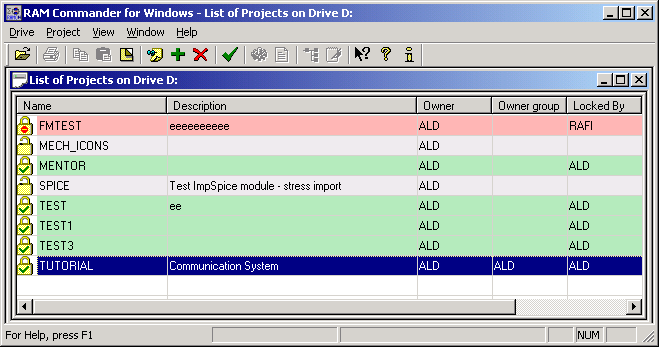 RAM Commander for Windows - List of Projects on Drive D:
Drive Project View Window Help
List of Projects on Drive D:
Name Description Owner Owner group Locked By
FMTEST eeeeeeeeee ALD RAFI
MECH_ICONS ALD
MENTOR ALD ALD
SPICE Test ImpSpice module - stress import ALD
TEST ee ALD ALD
TEST1 ALD ALD
TEST3 ALD ALD
TUTORIAL Communication System ALD ALD ALD
For Help, press F1 NUM